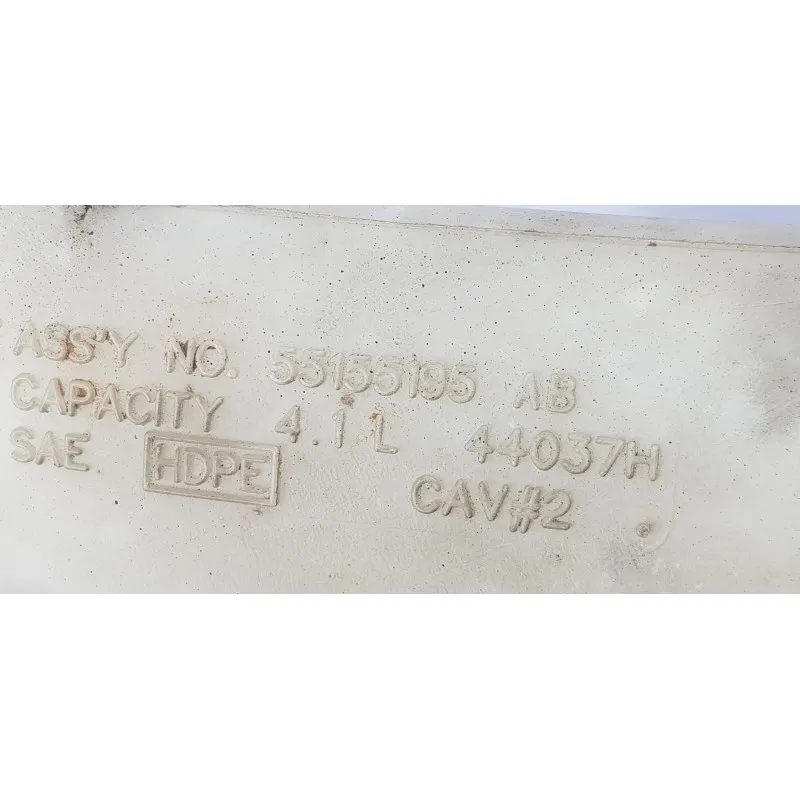 ASS'Y NO. 55155195 AB
CAPACITY 4.1 L 44037H
SAE HDPE CAV#2